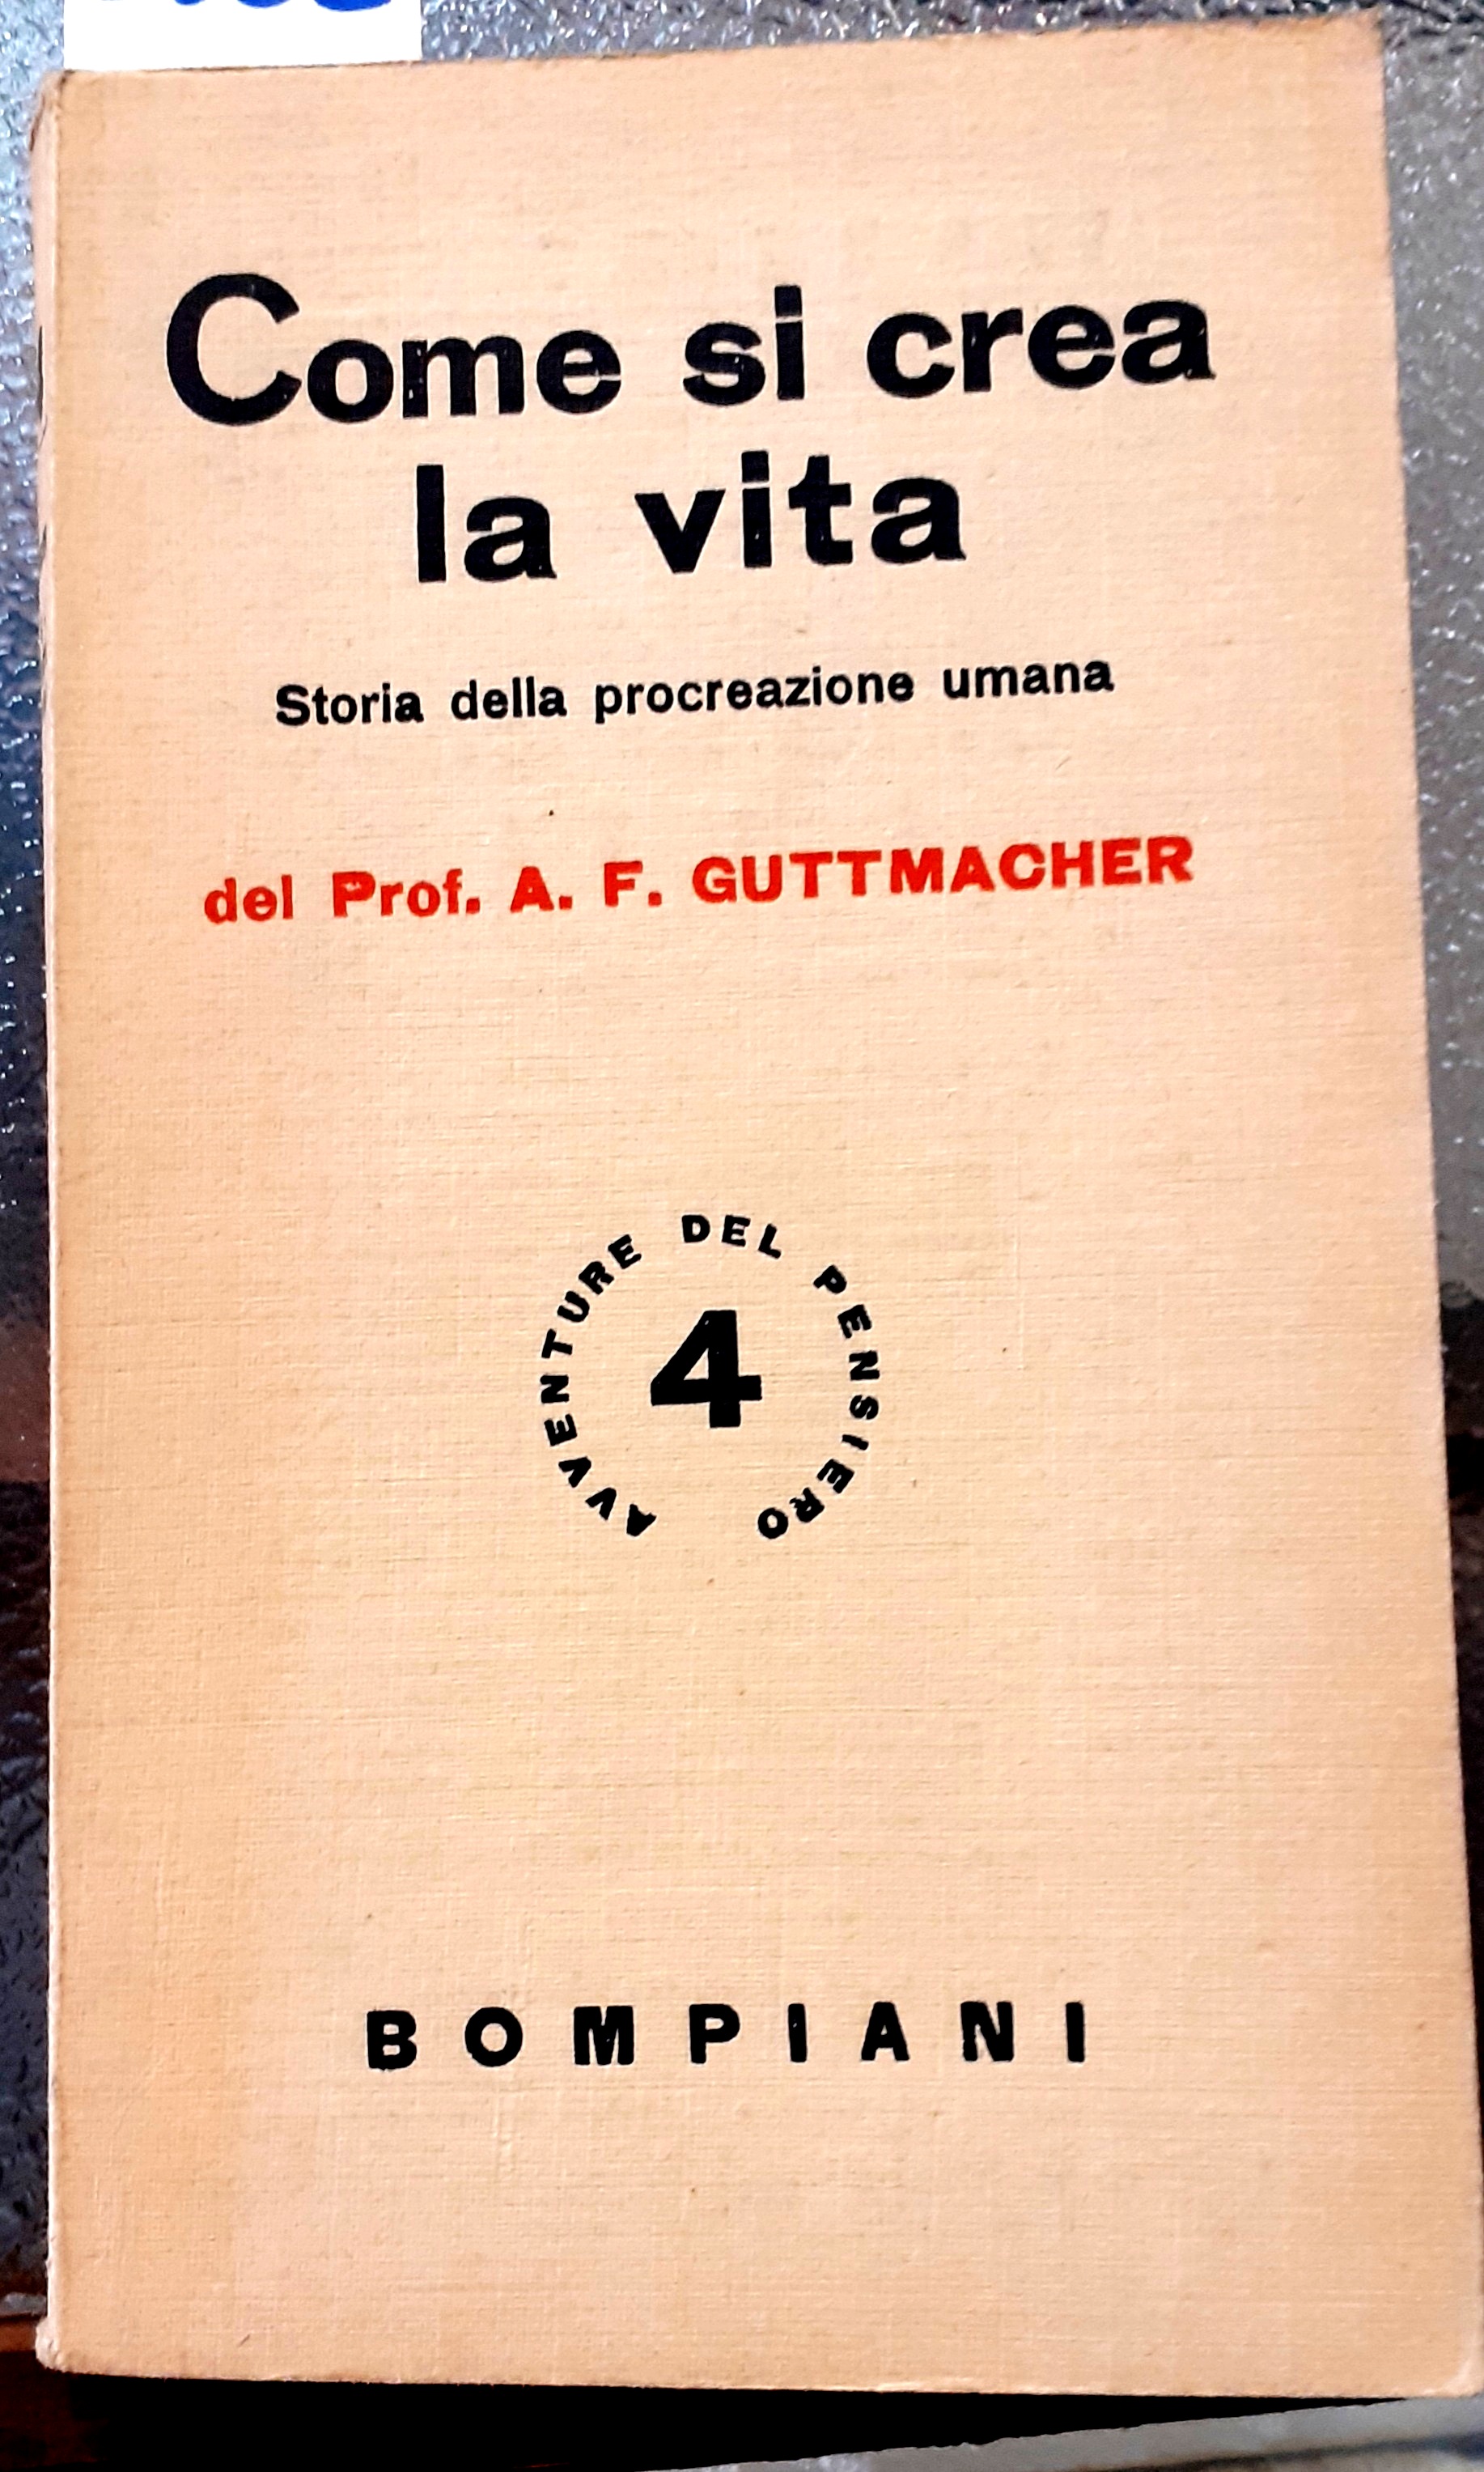 Come si crea
la vita
Storia della procreazione umana
del Prof. A. F. GUTTMACHER
AVVENTURE DEL PENSIERO
4
BOMPIANI